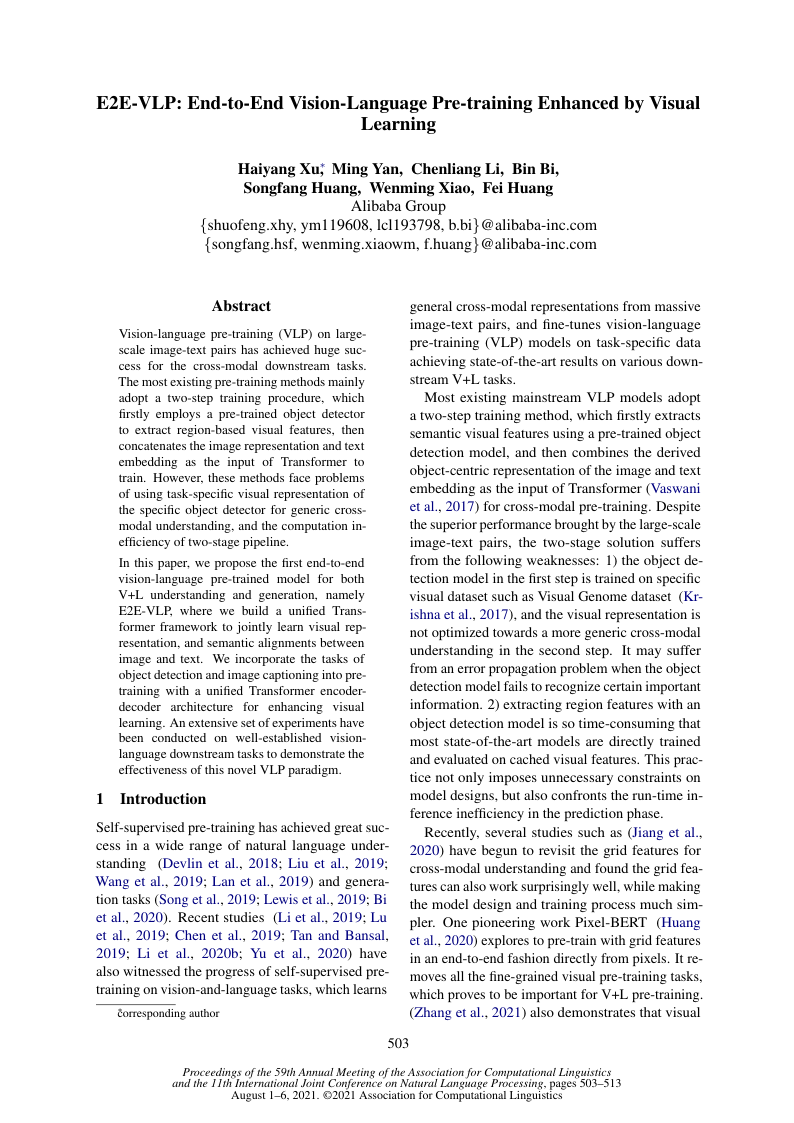 E2E-VLP: End-to-End Vision-Language Pre-training Enhanced by Visual
Learning
Haiyang Xu,* Ming Yan, Chenliang Li, Bin Bi,
Songfang Huang, Wenming Xiao, Fei Huang
Alibaba Group
{shuofeng.xhy, ym119608, lcl193798, b.bi}@alibaba-inc.com
{songfang.hsf, wenming.xiaowm, f.huang}@alibaba-inc.com
Abstract
Vision-language pre-training (VLP) on large-
scale image-text pairs has achieved huge suc-
cess for the cross-modal downstream tasks.
The most existing pre-training methods mainly
adopt a two-step training procedure, which
firstly employs a pre-trained object detector
to extract region-based visual features, then
concatenates the image representation and text
embedding as the input of Transformer to
train. However, these methods face problems
of using task-specific visual representation of
the specific object detector for generic cross-
modal understanding, and the computation in-
efficiency of two-stage pipeline.
In this paper, we propose the first end-to-end
vision-language pre-trained model for both
V+L understanding and generation, namely
E2E-VLP, where we build a unified Trans-
former framework to jointly learn visual rep-
resentation, and semantic alignments between
image and text. We incorporate the tasks of
object detection and image captioning into pre-
training with a unified Transformer encoder-
decoder architecture for enhancing visual
learning. An extensive set of experiments have
been conducted on well-established vision-
language downstream tasks to demonstrate the
effectiveness of this novel VLP paradigm.
1 Introduction
Self-supervised pre-training has achieved great suc-
cess in a wide range of natural language under-
standing (Devlin et al., 2018; Liu et al., 2019;
Wang et al., 2019; Lan et al., 2019) and genera-
tion tasks (Song et al., 2019; Lewis et al., 2019; Bi
et al., 2020). Recent studies (Li et al., 2019; Lu
et al., 2019; Chen et al., 2019; Tan and Bansal,
2019; Li et al., 2020b; Yu et al., 2020) have
also witnessed the progress of self-supervised pre-
training on vision-and-language tasks, which learns
*corresponding author
general cross-modal representations from massive
image-text pairs, and fine-tunes vision-language
pre-training (VLP) models on task-specific data
achieving state-of-the-art results on various down-
stream V+L tasks.
Most existing mainstream VLP models adopt
a two-step training method, which firstly extracts
semantic visual features using a pre-trained object
detection model, and then combines the derived
object-centric representation of the image and text
embedding as the input of Transformer (Vaswani
et al., 2017) for cross-modal pre-training. Despite
the superior performance brought by the large-scale
image-text pairs, the two-stage solution suffers
from the following weaknesses: 1) the object de-
tection model in the first step is trained on specific
visual dataset such as Visual Genome dataset (Kr-
ishna et al., 2017), and the visual representation is
not optimized towards a more generic cross-modal
understanding in the second step. It may suffer
from an error propagation problem when the object
detection model fails to recognize certain important
information. 2) extracting region features with an
object detection model is so time-consuming that
most state-of-the-art models are directly trained
and evaluated on cached visual features. This prac-
tice not only imposes unnecessary constraints on
model designs, but also confronts the run-time in-
ference inefficiency in the prediction phase.
Recently, several studies such as (Jiang et al.,
2020) have begun to revisit the grid features for
cross-modal understanding and found the grid fea-
tures can also work surprisingly well, while making
the model design and training process much sim-
pler. One pioneering work Pixel-BERT (Huang
et al., 2020) explores to pre-train with grid features
in an end-to-end fashion directly from pixels. It re-
moves all the fine-grained visual pre-training tasks,
which proves to be important for V+L pre-training.
(Zhang et al., 2021) also demonstrates that visual
503
Proceedings of the 59th Annual Meeting of the Association for Computational Linguistics
and the 11th International Joint Conference on Natural Language Processing, pages 503–513
August 1–6, 2021. ©2021 Association for Computational Linguistics